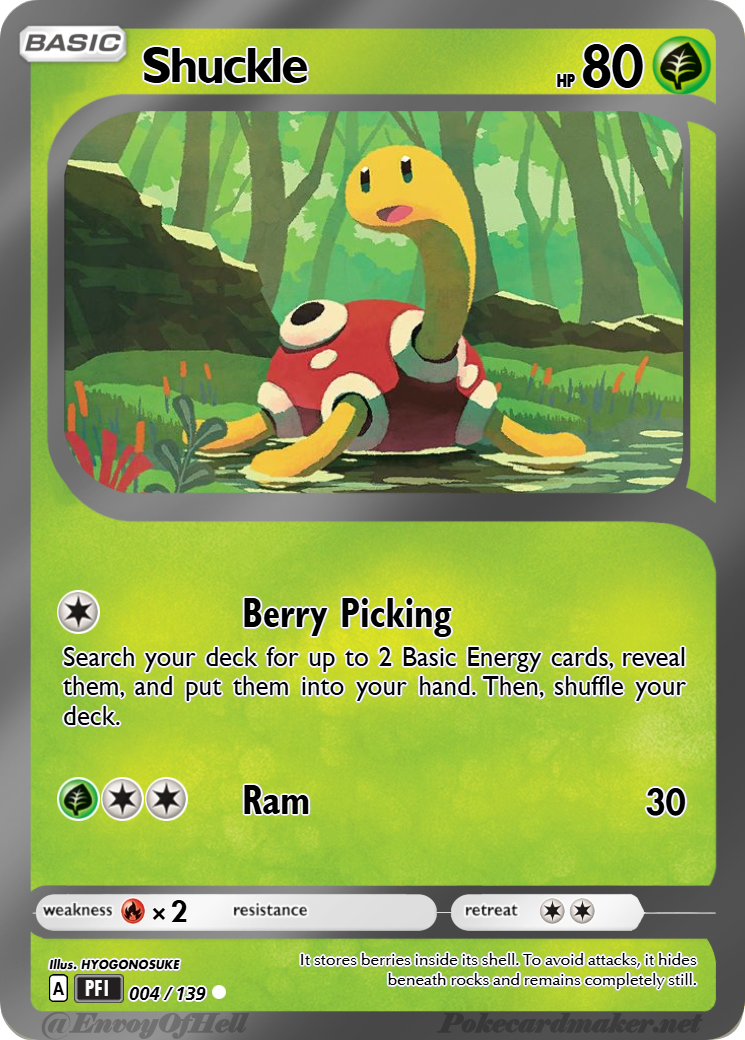 BASIC
Shuckle
HP 80
Berry Picking
Search your deck for up to 2 Basic Energy cards, reveal
them, and put them into your hand. Then, shuffle your
deck.
Ram 30
weakness × 2 resistance retreat
Illus. HYOGONOSUKE
It stores berries inside its shell. To avoid attacks, it hides
beneath rocks and remains completely still.
A PFI 004 / 139
@EnvoyOfHell Pokecardmaker.net